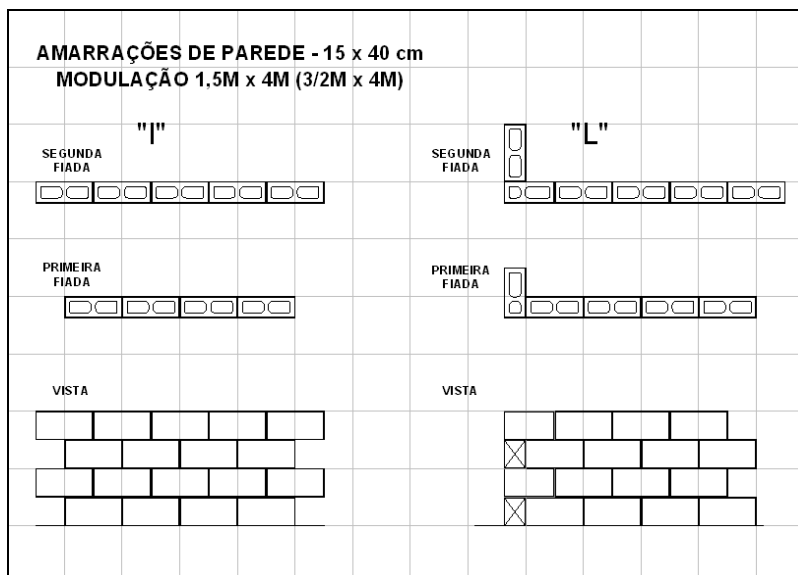 AMARRAÇÕES DE PAREDE - 15 x 40 cm
MODULAÇÃO 1,5M x 4M (3/2M x 4M)
"I"
"L"
SEGUNDA
FIADA
SEGUNDA
FIADA
PRIMEIRA
FIADA
PRIMEIRA
FIADA
VISTA
VISTA